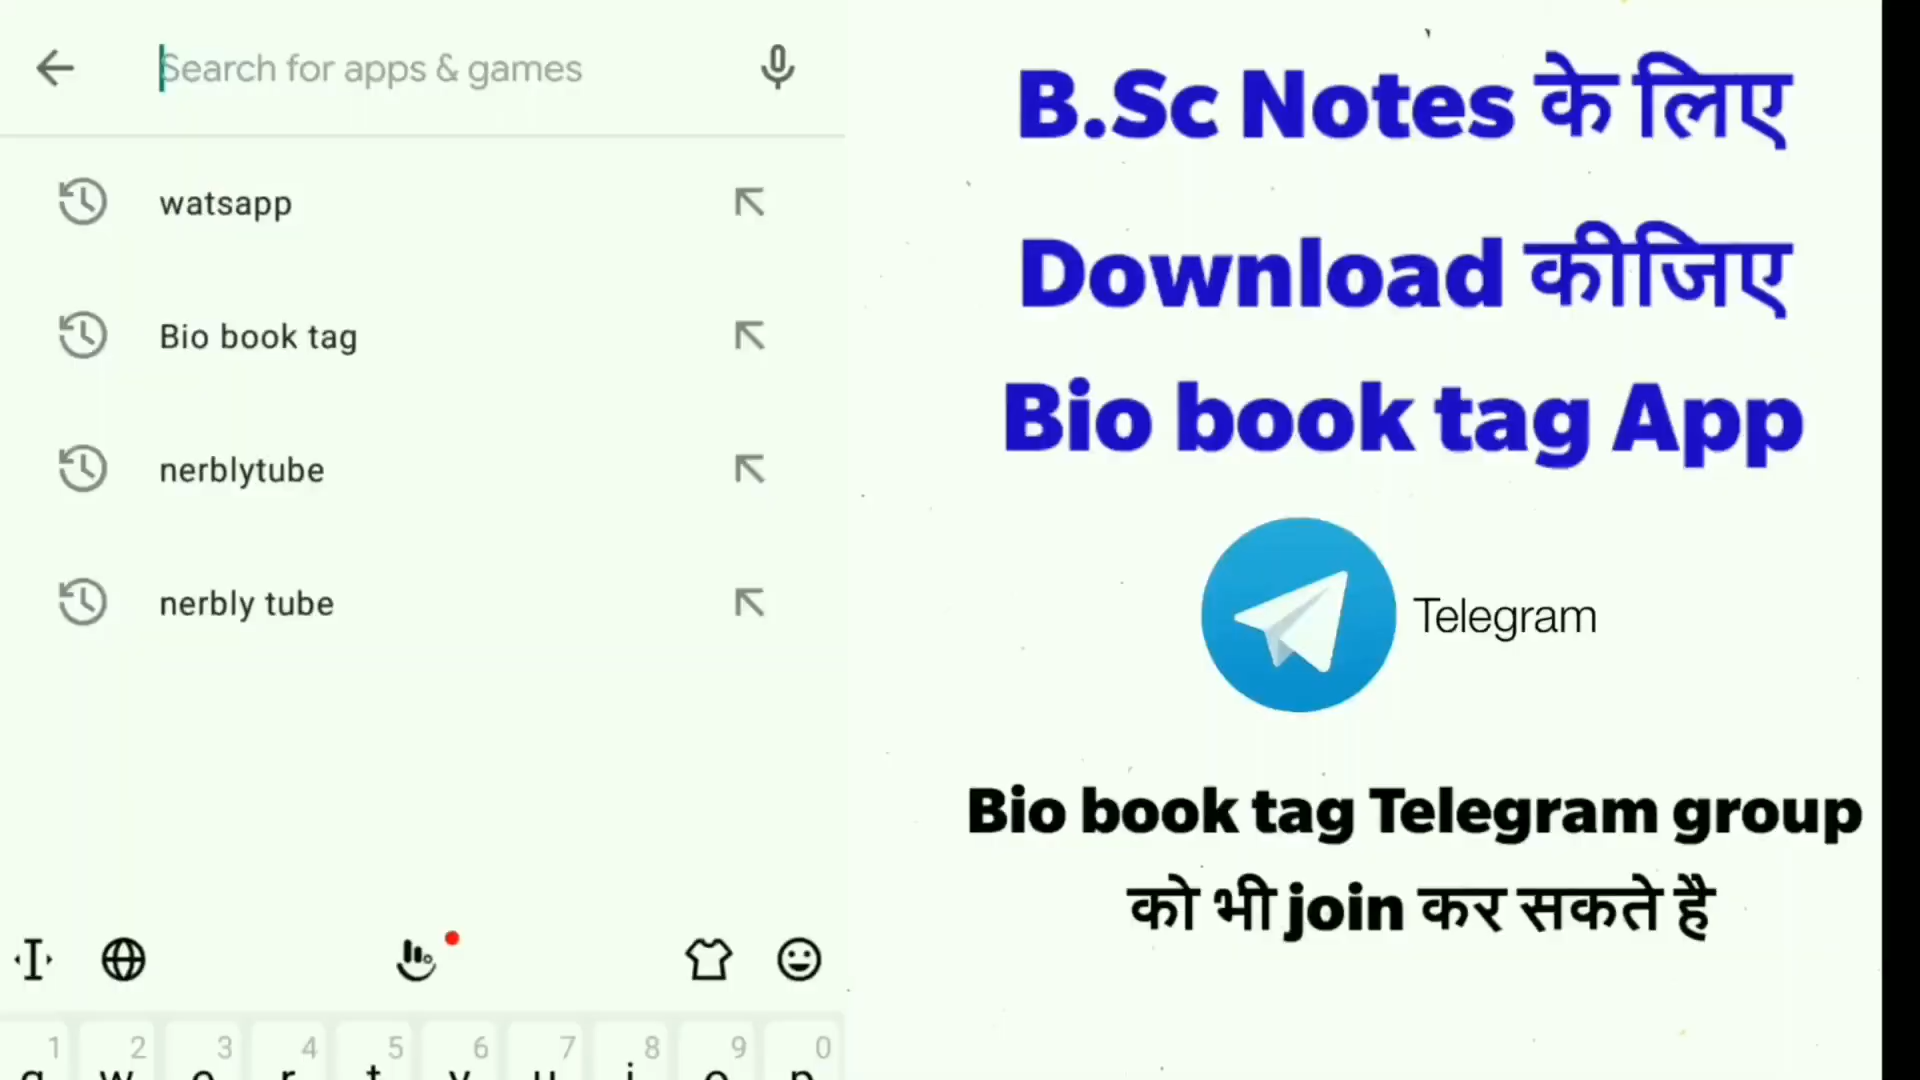 Search for apps & games
watsapp
Bio book tag
nerblytube
nerbly tube
1 2 3 4 5 6 7 8 9 0
q w e r t y u i o p
B.Sc Notes के लिए
Download कीजिए
Bio book tag App
Telegram
Bio book tag Telegram group
को भी join कर सकते है